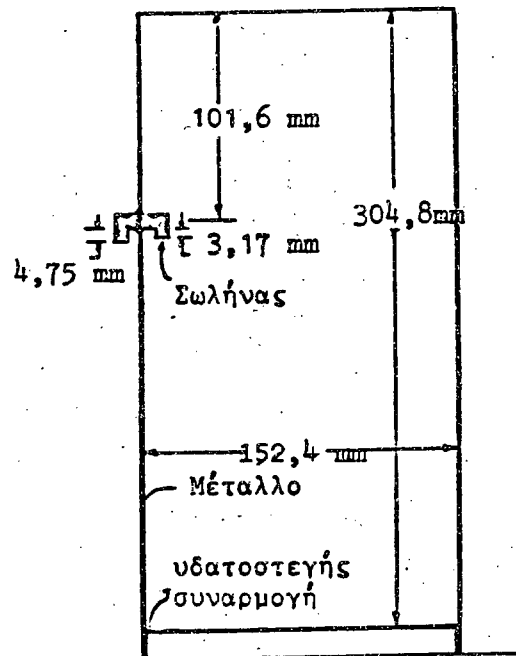 101,6 mm
304,8mm
3,17 mm
4,75 mm
Σωλήνας
152,4 mm
Μέταλλο
υδατοστεγής
συναρμογή